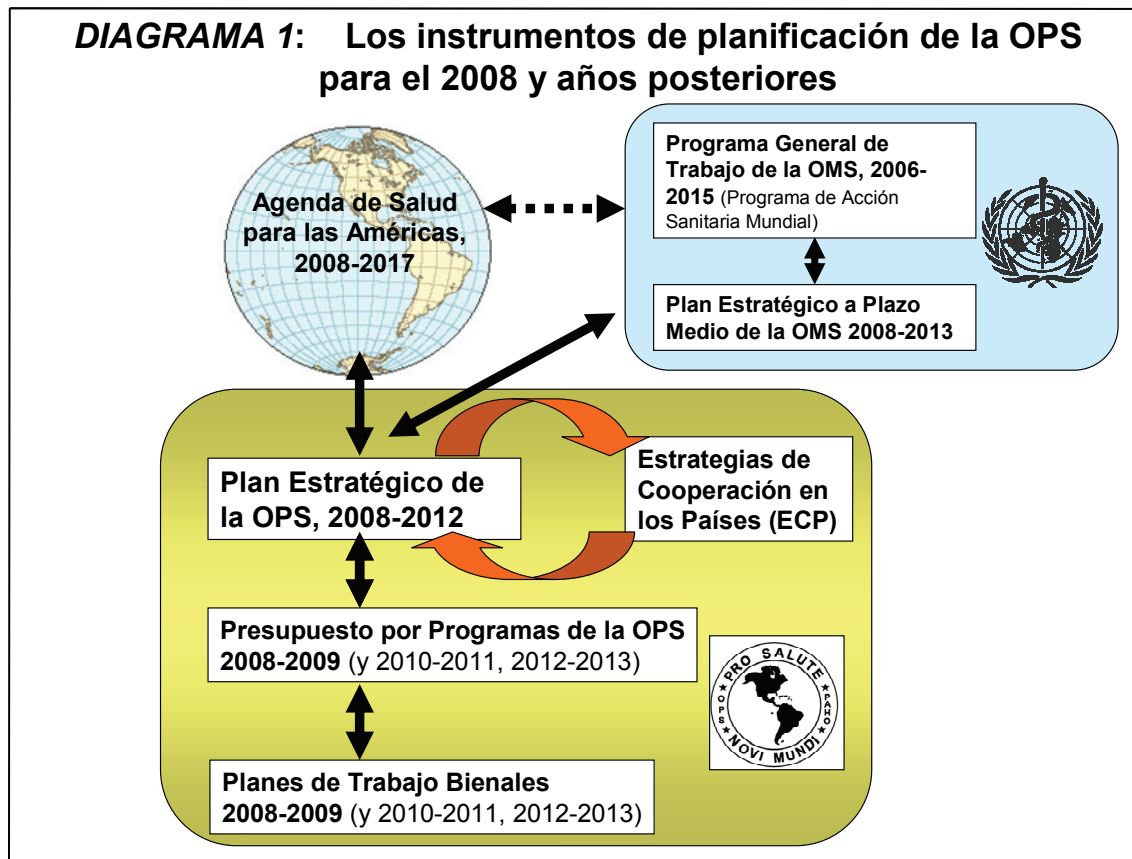 DIAGRAMA 1: Los instrumentos de planificación de la OPS
para el 2008 y años posteriores
Agenda de Salud
para las Américas,
2008-2017
Programa General de
Trabajo de la OMS, 2006-
2015 (Programa de Acción
Sanitaria Mundial)
Plan Estratégico a Plazo
Medio de la OMS 2008-2013
Plan Estratégico de
la OPS, 2008-2012
Estrategias de
Cooperación en
los Países (ECP)
Presupuesto por Programas de la OPS
2008-2009 (y 2010-2011, 2012-2013)
PRO SALUTE
OPS
PAHO
NOVI MUNDI
Planes de Trabajo Bienales
2008-2009 (y 2010-2011, 2012-2013)